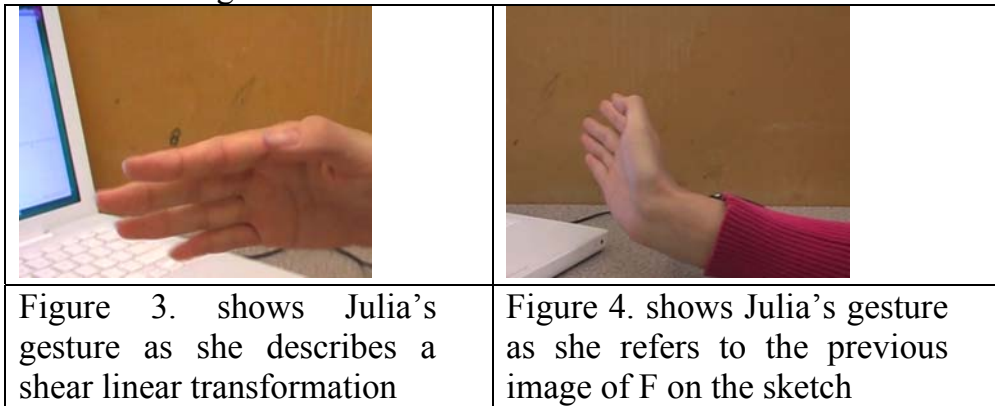 Figure 3. shows Julia’s
gesture as she describes a
shear linear transformation
Figure 4. shows Julia’s gesture
as she refers to the previous
image of F on the sketch